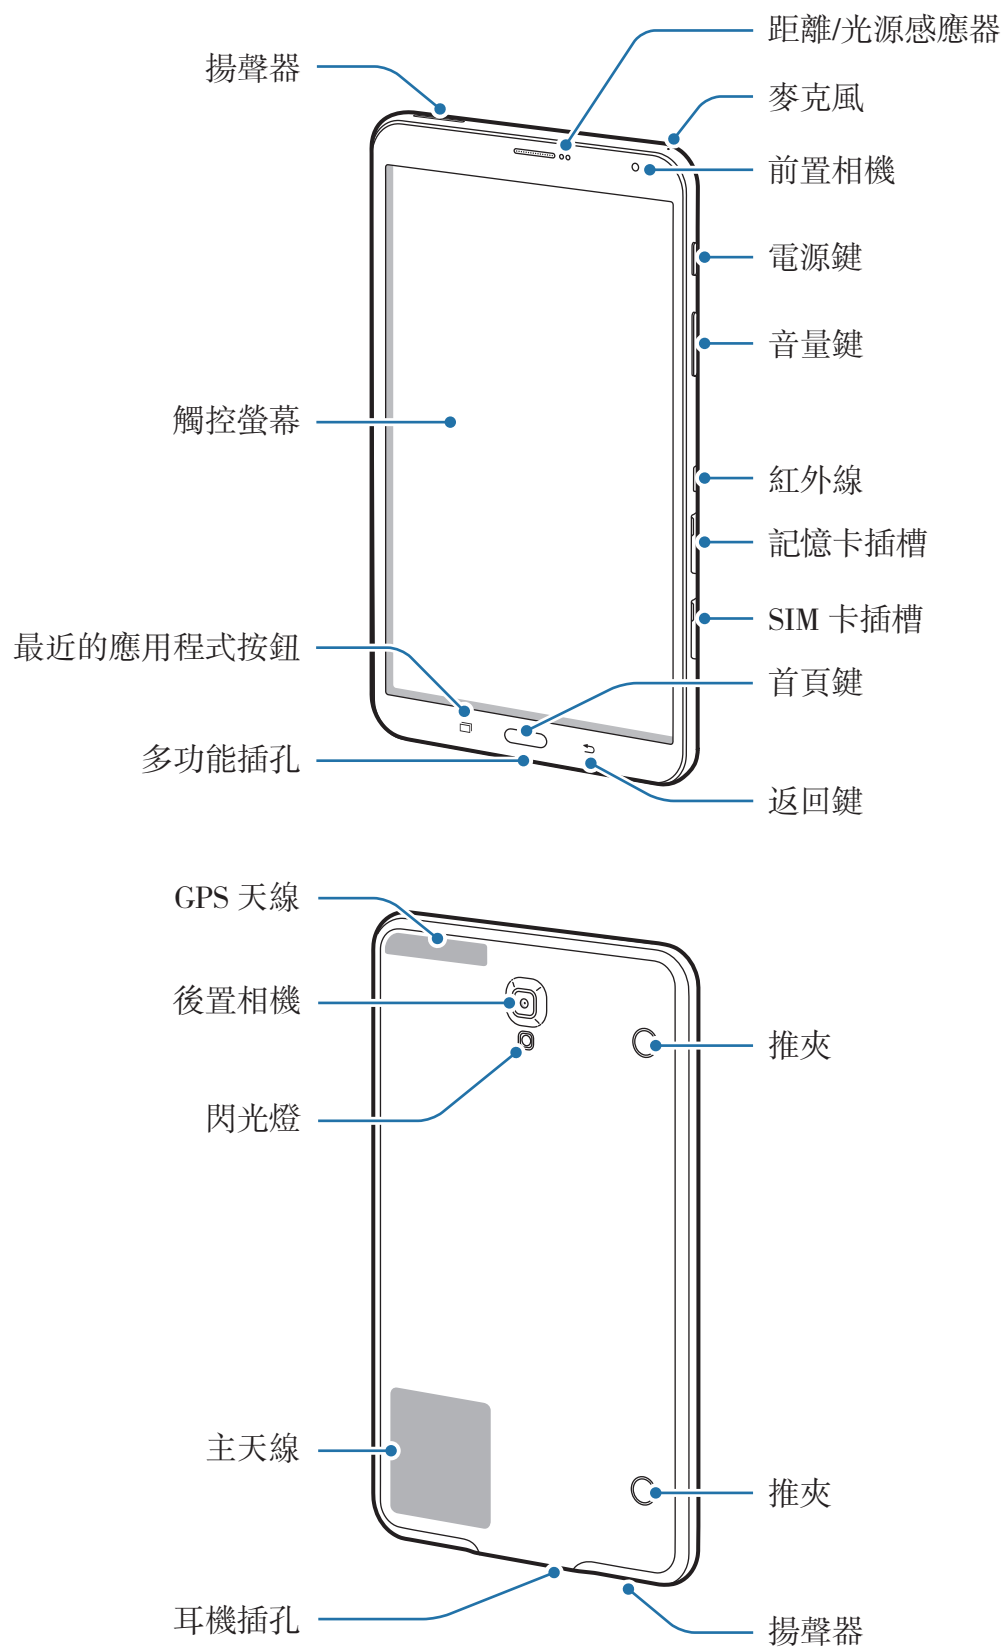 距離/光源感應器
揚聲器
麥克風
前置相機
電源鍵
音量鍵
觸控螢幕
紅外線
記憶卡插槽
SIM 卡插槽
最近的應用程式按鈕
首頁鍵
多功能插孔
返回鍵
GPS 天線
後置相機
推夾
閃光燈
主天線
推夾
耳機插孔
揚聲器